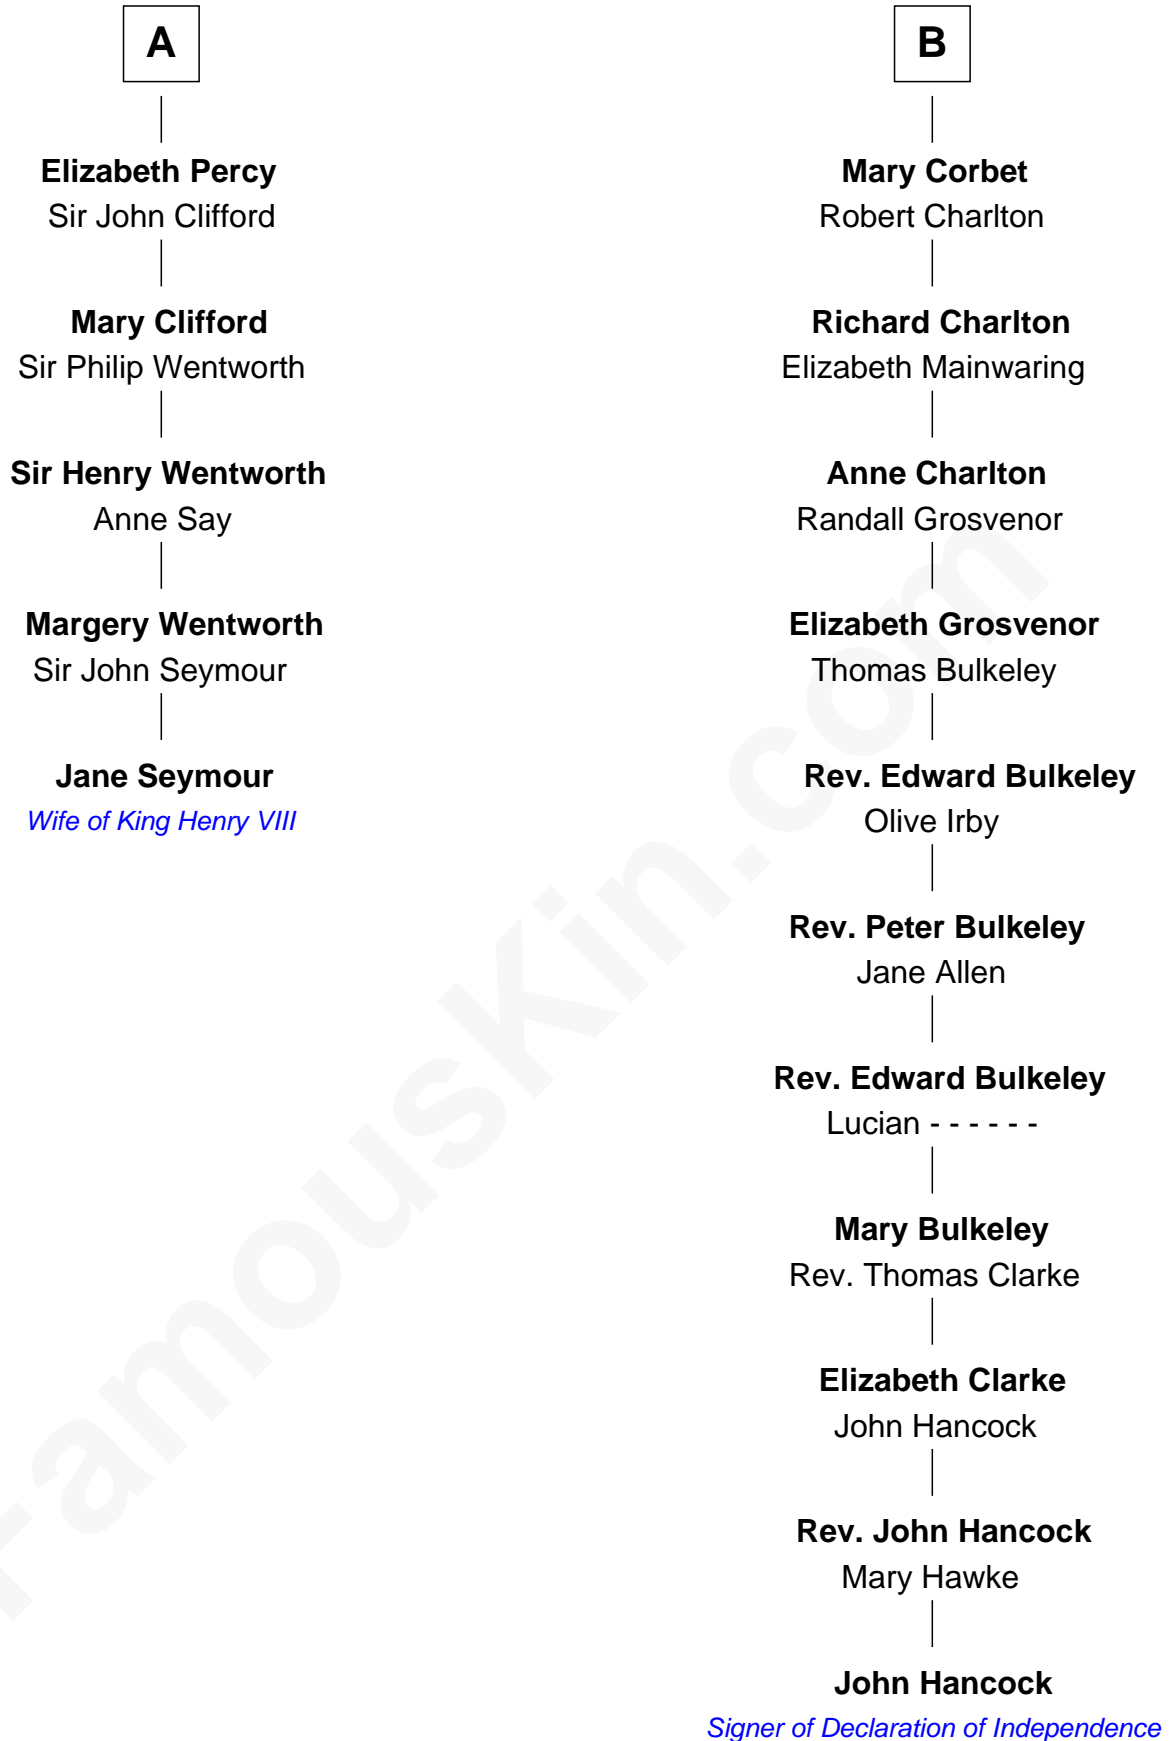 A
Elizabeth Percy
Sir John Clifford
Mary Clifford
Sir Philip Wentworth
Sir Henry Wentworth
Anne Say
Margery Wentworth
Sir John Seymour
Jane Seymour
Wife of King Henry VIII
B
Mary Corbet
Robert Charlton
Richard Charlton
Elizabeth Mainwaring
Anne Charlton
Randall Grosvenor
Elizabeth Grosvenor
Thomas Bulkeley
Rev. Edward Bulkeley
Olive Irby
Rev. Peter Bulkeley
Jane Allen
Rev. Edward Bulkeley
Lucian - - - - - -
Mary Bulkeley
Rev. Thomas Clarke
Elizabeth Clarke
John Hancock
Rev. John Hancock
Mary Hawke
John Hancock
Signer of Declaration of Independence
FamousKin.com